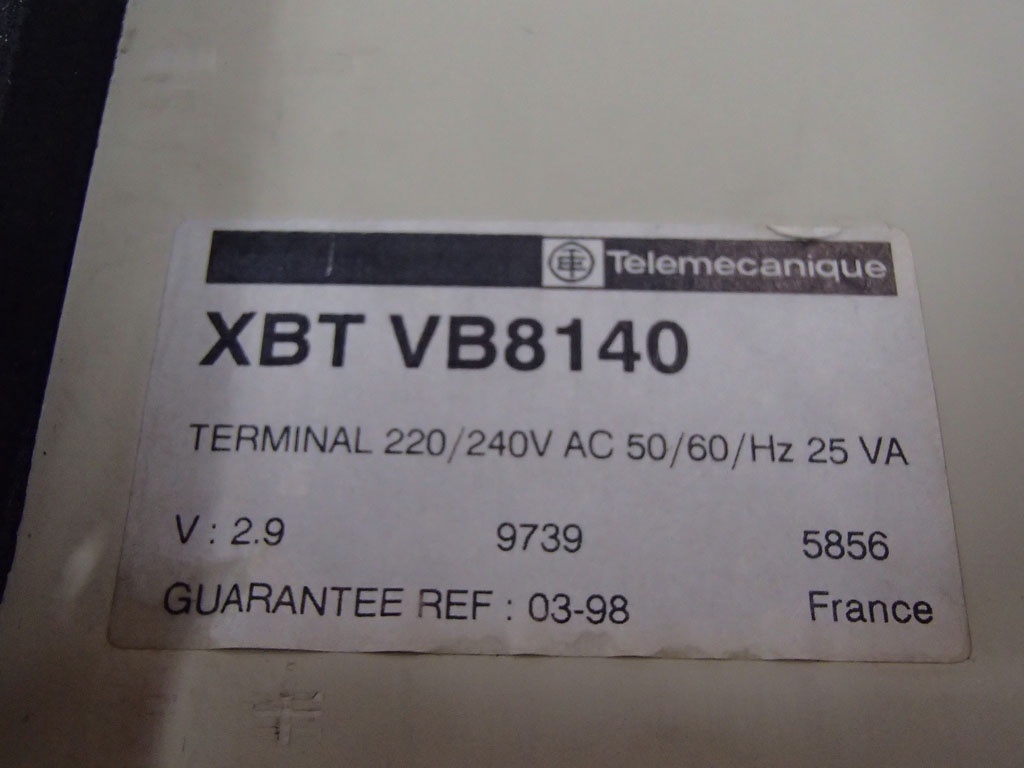 Telemecanique
XBT VB8140
TERMINAL 220/240V AC 50/60/Hz 25 VA
V : 2.9 9739 5856
GUARANTEE REF : 03-98 France